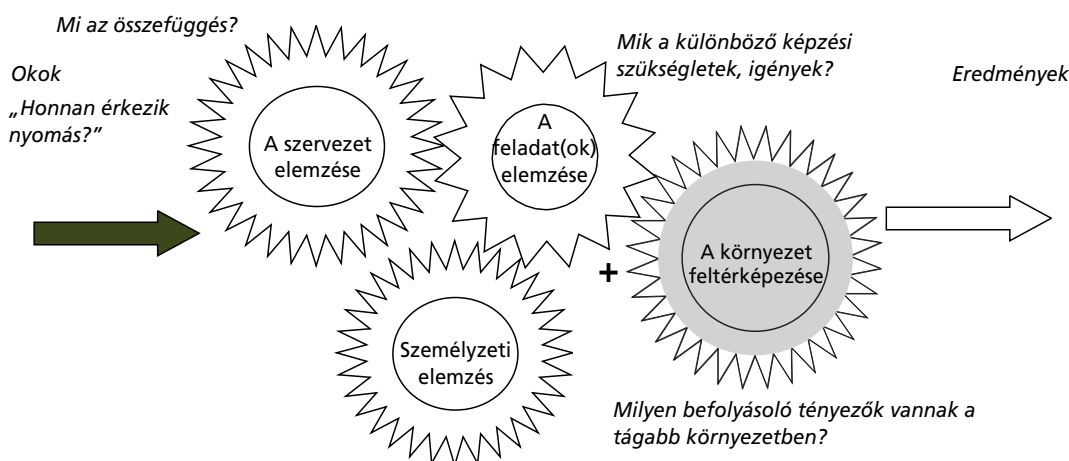 Mi az összefüggés?
Okok
„Honnan érkezik
nyomás?”
A szervezet
elemzése
A
feladat(ok)
elemzése
Mik a különböző képzési
szükségletek, igények?
Eredmények
Személyzeti
elemzés
+
A környezet
feltérképezése
Milyen befolyásoló tényezők vannak a
tágabb környezetben?